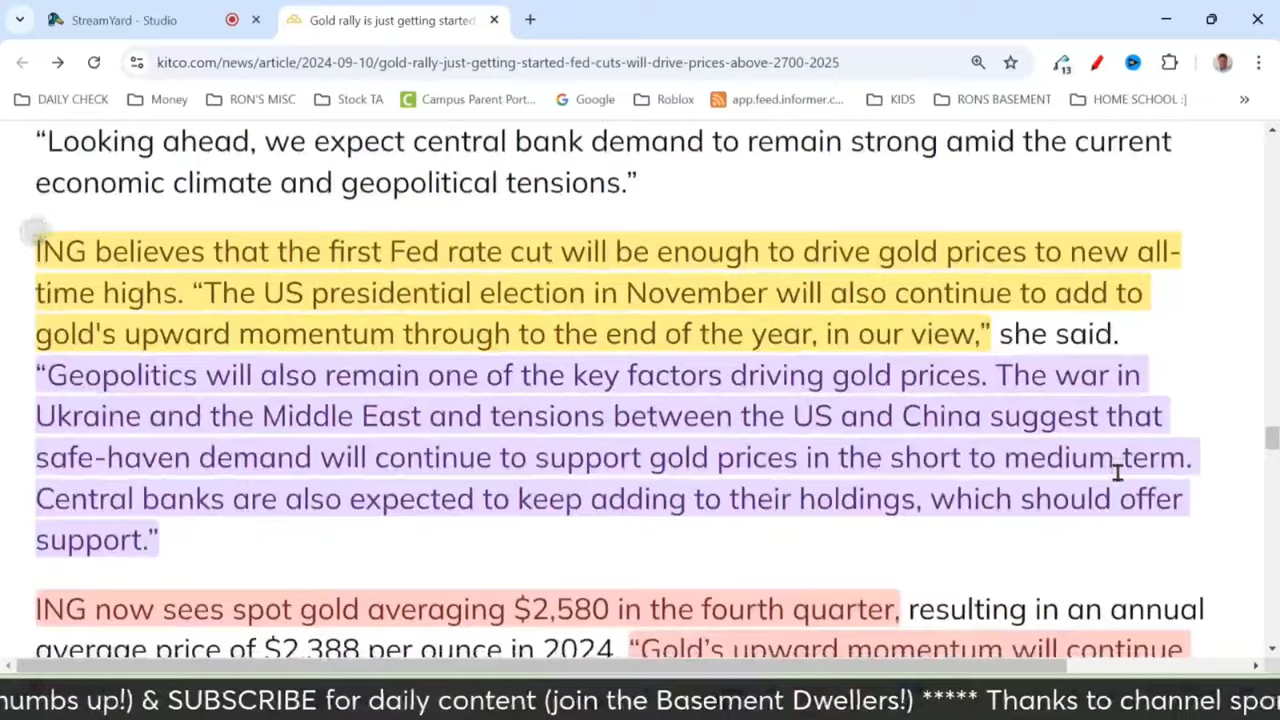 StreamYard - Studio
Gold rally is just getting started
kitco.com/news/article/2024-09-10/gold-rally-just-getting-started-fed-cuts-will-drive-prices-above-2700-2025
13
DAILY CHECK Money RON'S MISC Stock TA Campus Parent Port... Google Roblox app.feed.informer.c... KIDS RONS BASEMENT HOME SCHOOL :] »
“Looking ahead, we expect central bank demand to remain strong amid the current
economic climate and geopolitical tensions.”
ING believes that the first Fed rate cut will be enough to drive gold prices to new all-
time highs. “The US presidential election in November will also continue to add to
gold's upward momentum through to the end of the year, in our view,” she said.
“Geopolitics will also remain one of the key factors driving gold prices. The war in
Ukraine and the Middle East and tensions between the US and China suggest that
safe-haven demand will continue to support gold prices in the short to medium term.
Central banks are also expected to keep adding to their holdings, which should offer
support.”
ING now sees spot gold averaging $2,580 in the fourth quarter, resulting in an annual
average price of $2,388 per ounce in 2024. “Gold’s upward momentum will continue
numbs up!) & SUBSCRIBE for daily content (join the Basement Dwellers!) ***** Thanks to channel spo